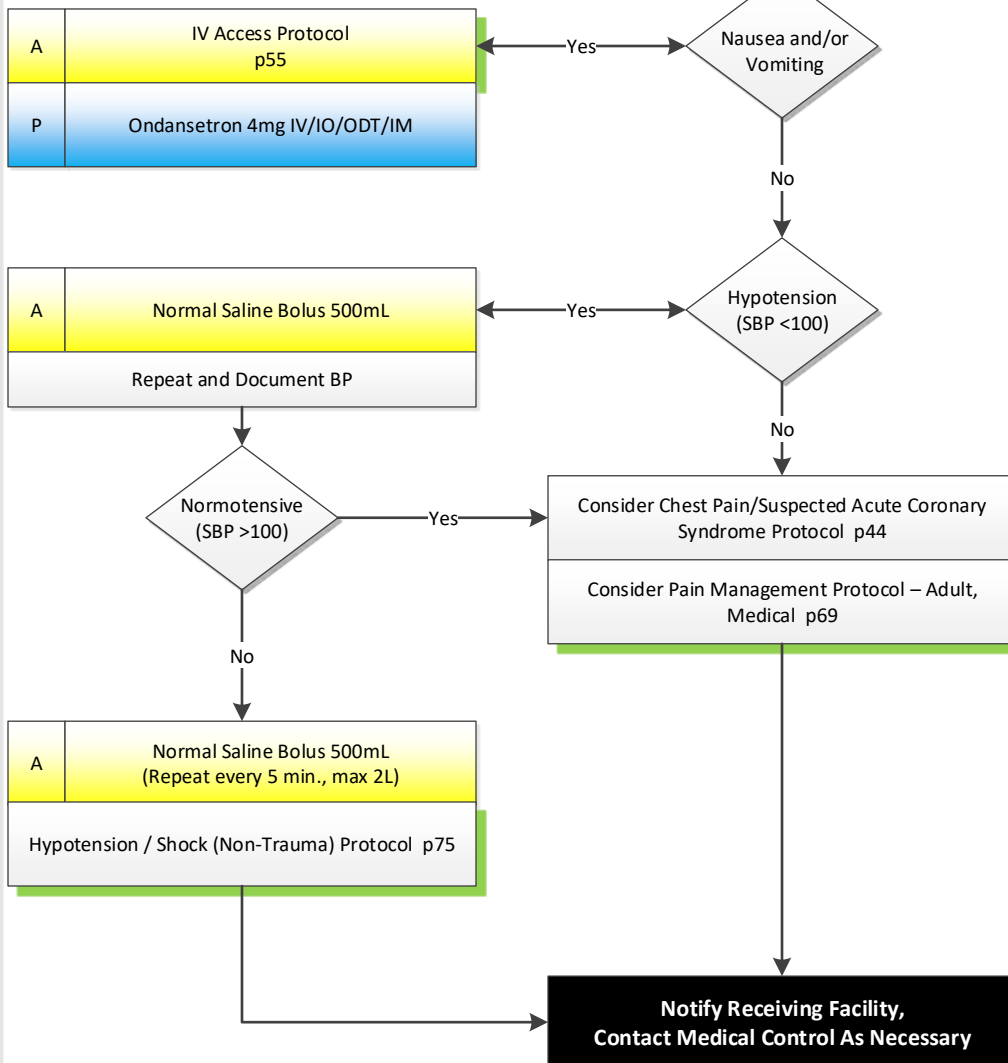 A
IV Access Protocol
p55
Yes
Nausea and/or
Vomiting
P
Ondansetron 4mg IV/IO/ODT/IM
No
A
Normal Saline Bolus 500mL
Yes
Hypotension
(SBP <100)
Repeat and Document BP
No
Normotensive
(SBP >100)
Yes
Consider Chest Pain/Suspected Acute Coronary
Syndrome Protocol p44
Consider Pain Management Protocol – Adult,
Medical p69
No
A
Normal Saline Bolus 500mL
(Repeat every 5 min., max 2L)
Hypotension / Shock (Non-Trauma) Protocol p75
Notify Receiving Facility,
Contact Medical Control As Necessary